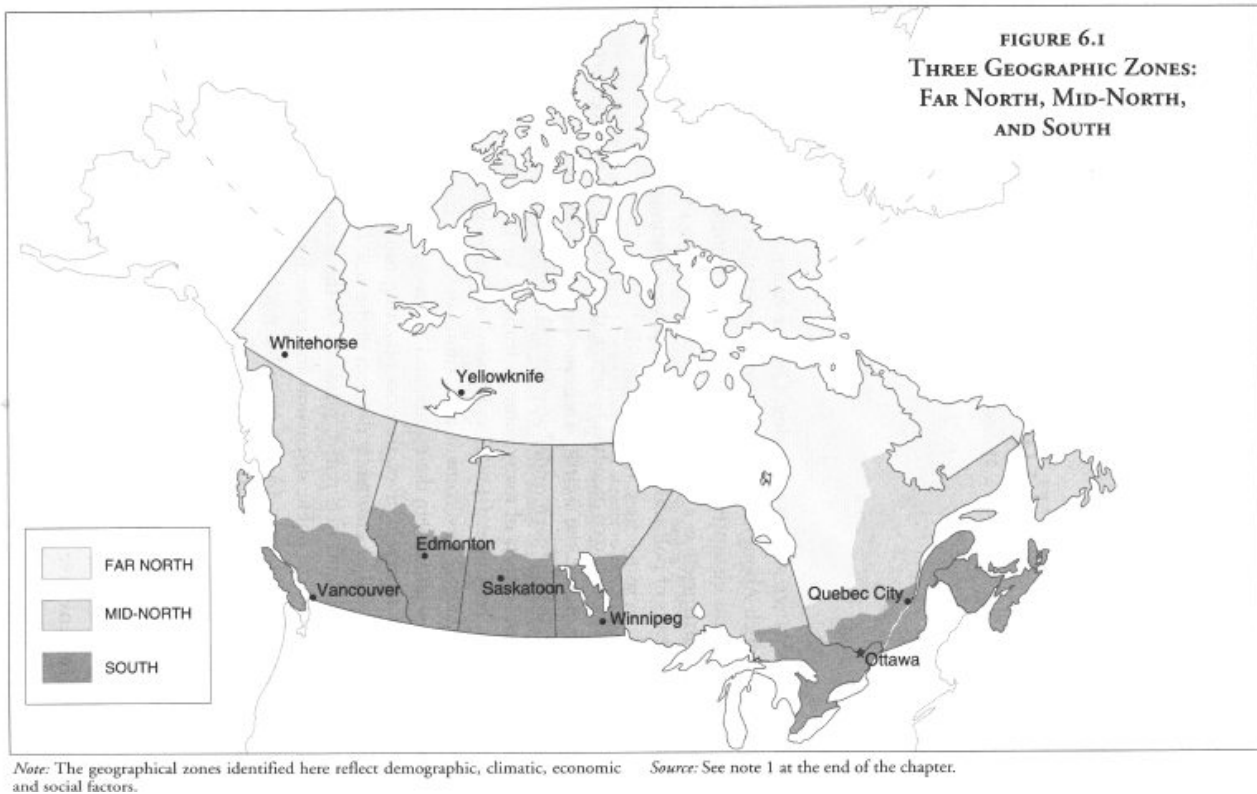 FIGURE 6.1
THREE GEOGRAPHIC ZONES:
FAR NORTH, MID-NORTH,
AND SOUTH
Whitehorse
Yellowknife
Edmonton
Vancouver
Saskatoon
Winnipeg
Quebec City
Ottawa
FAR NORTH
MID-NORTH
SOUTH
Note: The geographical zones identified here reflect demographic, climatic, economic
and social factors.
Source: See note 1 at the end of the chapter.